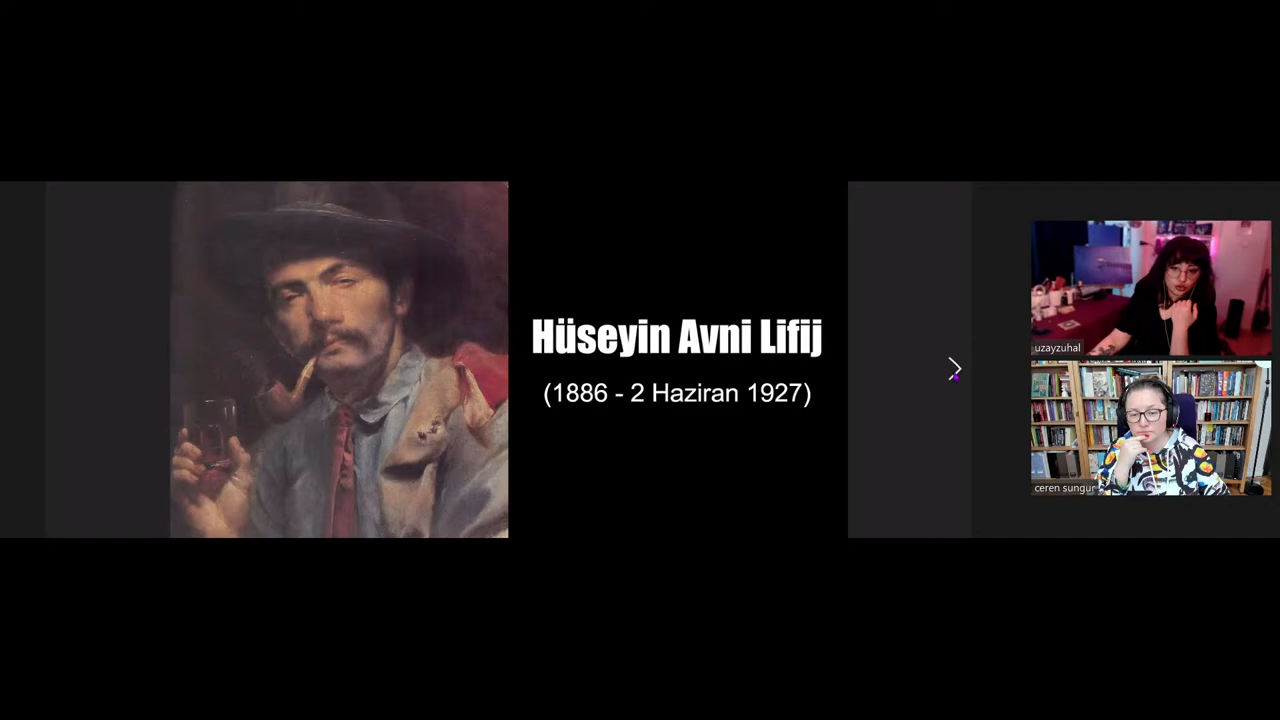 Hüseyin Avni Lifij
(1886 - 2 Haziran 1927)
uzayzuhal
ceren sungur